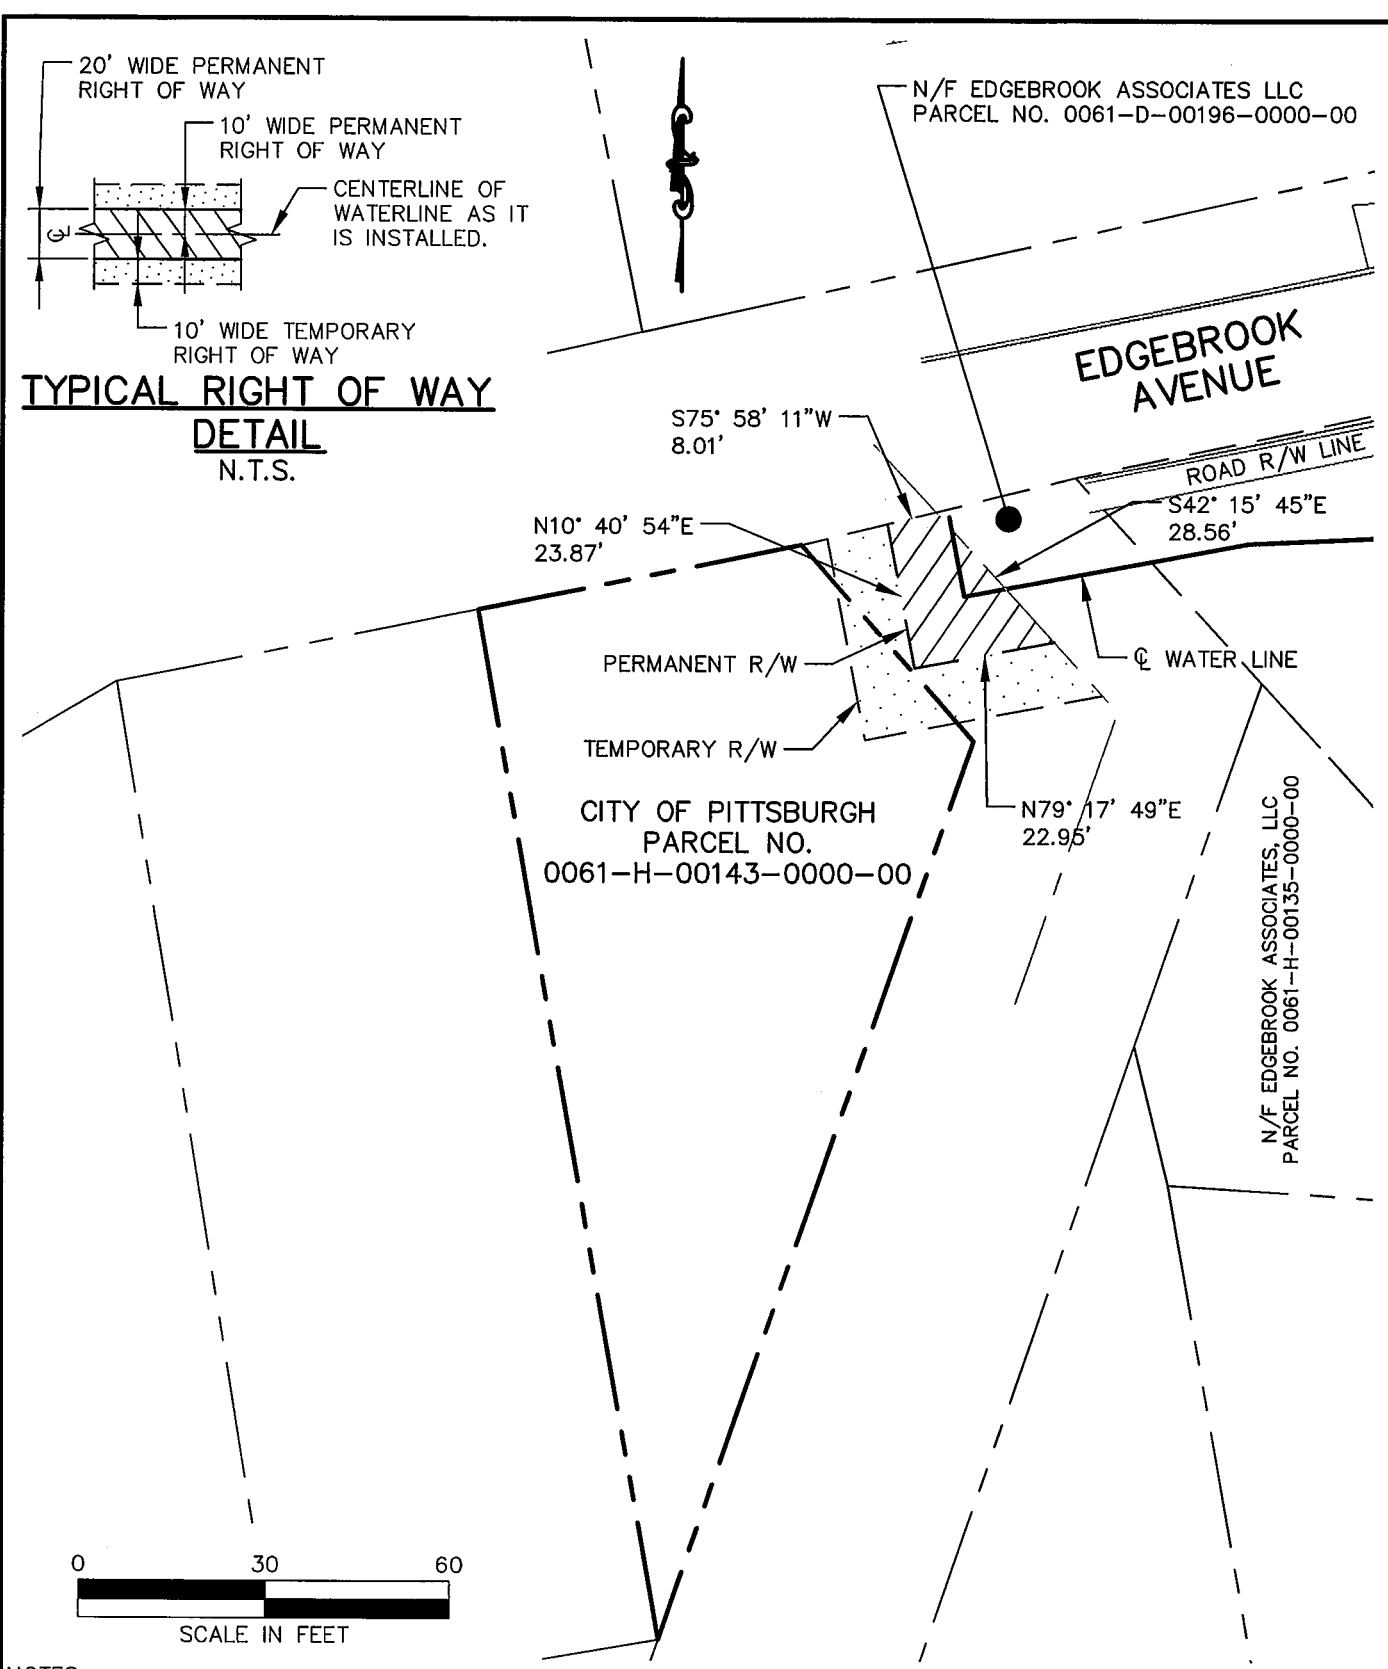 20' WIDE PERMANENT
RIGHT OF WAY
10' WIDE PERMANENT
RIGHT OF WAY
CENTERLINE OF
WATERLINE AS IT
IS INSTALLED.
10' WIDE TEMPORARY
RIGHT OF WAY
TYPICAL RIGHT OF WAY
DETAIL
N.T.S.
N/F EDGEBROOK ASSOCIATES LLC
PARCEL NO. 0061-D-00196-0000-00
EDGEBROOK
AVENUE
ROAD R/W LINE
S75° 58' 11"W
8.01'
N10° 40' 54"E
23.87'
S42° 15' 45"E
28.56'
PERMANENT R/W
℄ WATER LINE
TEMPORARY R/W
N79° 17' 49"E
22.95'
CITY OF PITTSBURGH
PARCEL NO.
0061-H-00143-0000-00
N/F EDGEBROOK ASSOCIATES, LLC
PARCEL NO. 0061-H-00135-0000-00
0 30 60
SCALE IN FEET